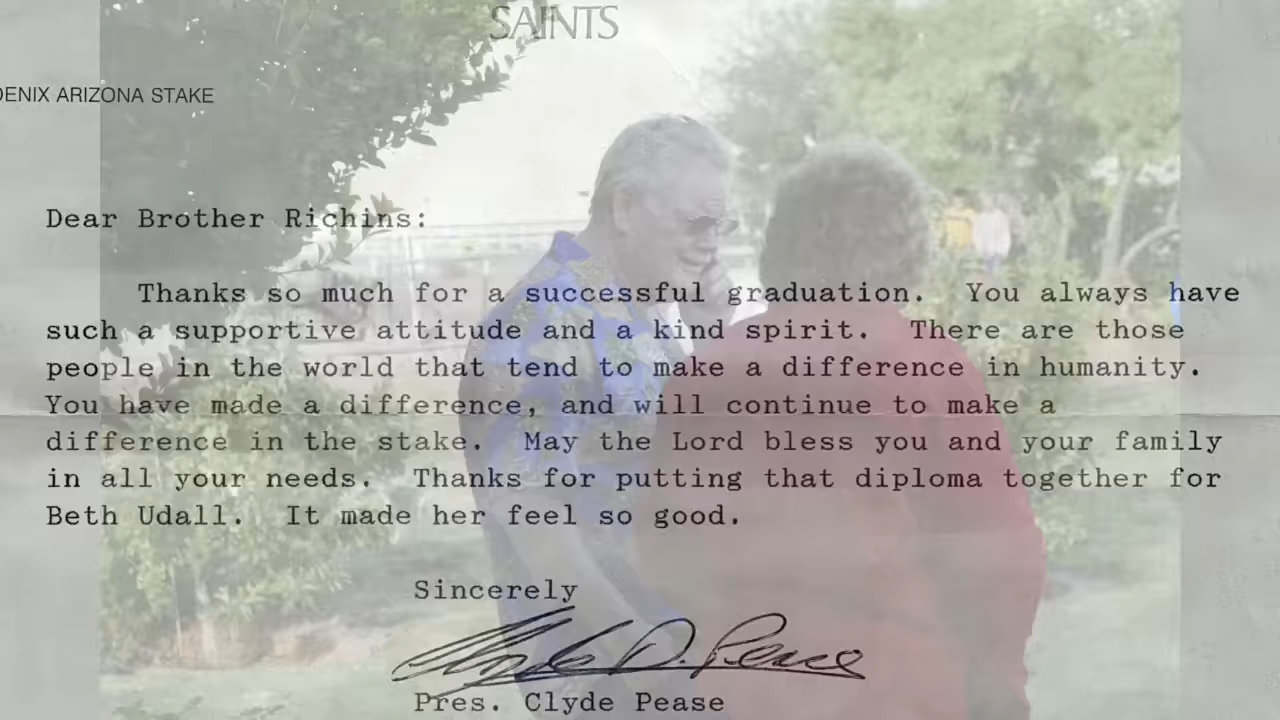 SAINTS
OENIX ARIZONA STAKE
Dear Brother Richins:
Thanks so much for a successful graduation. You always have
such a supportive attitude and a kind spirit. There are those
people in the world that tend to make a difference in humanity.
You have made a difference, and will continue to make a
difference in the stake. May the Lord bless you and your family
in all your needs. Thanks for putting that diploma together for
Beth Udall. It made her feel so good.
Sincerely
Clyde D. Pease
Pres. Clyde Pease